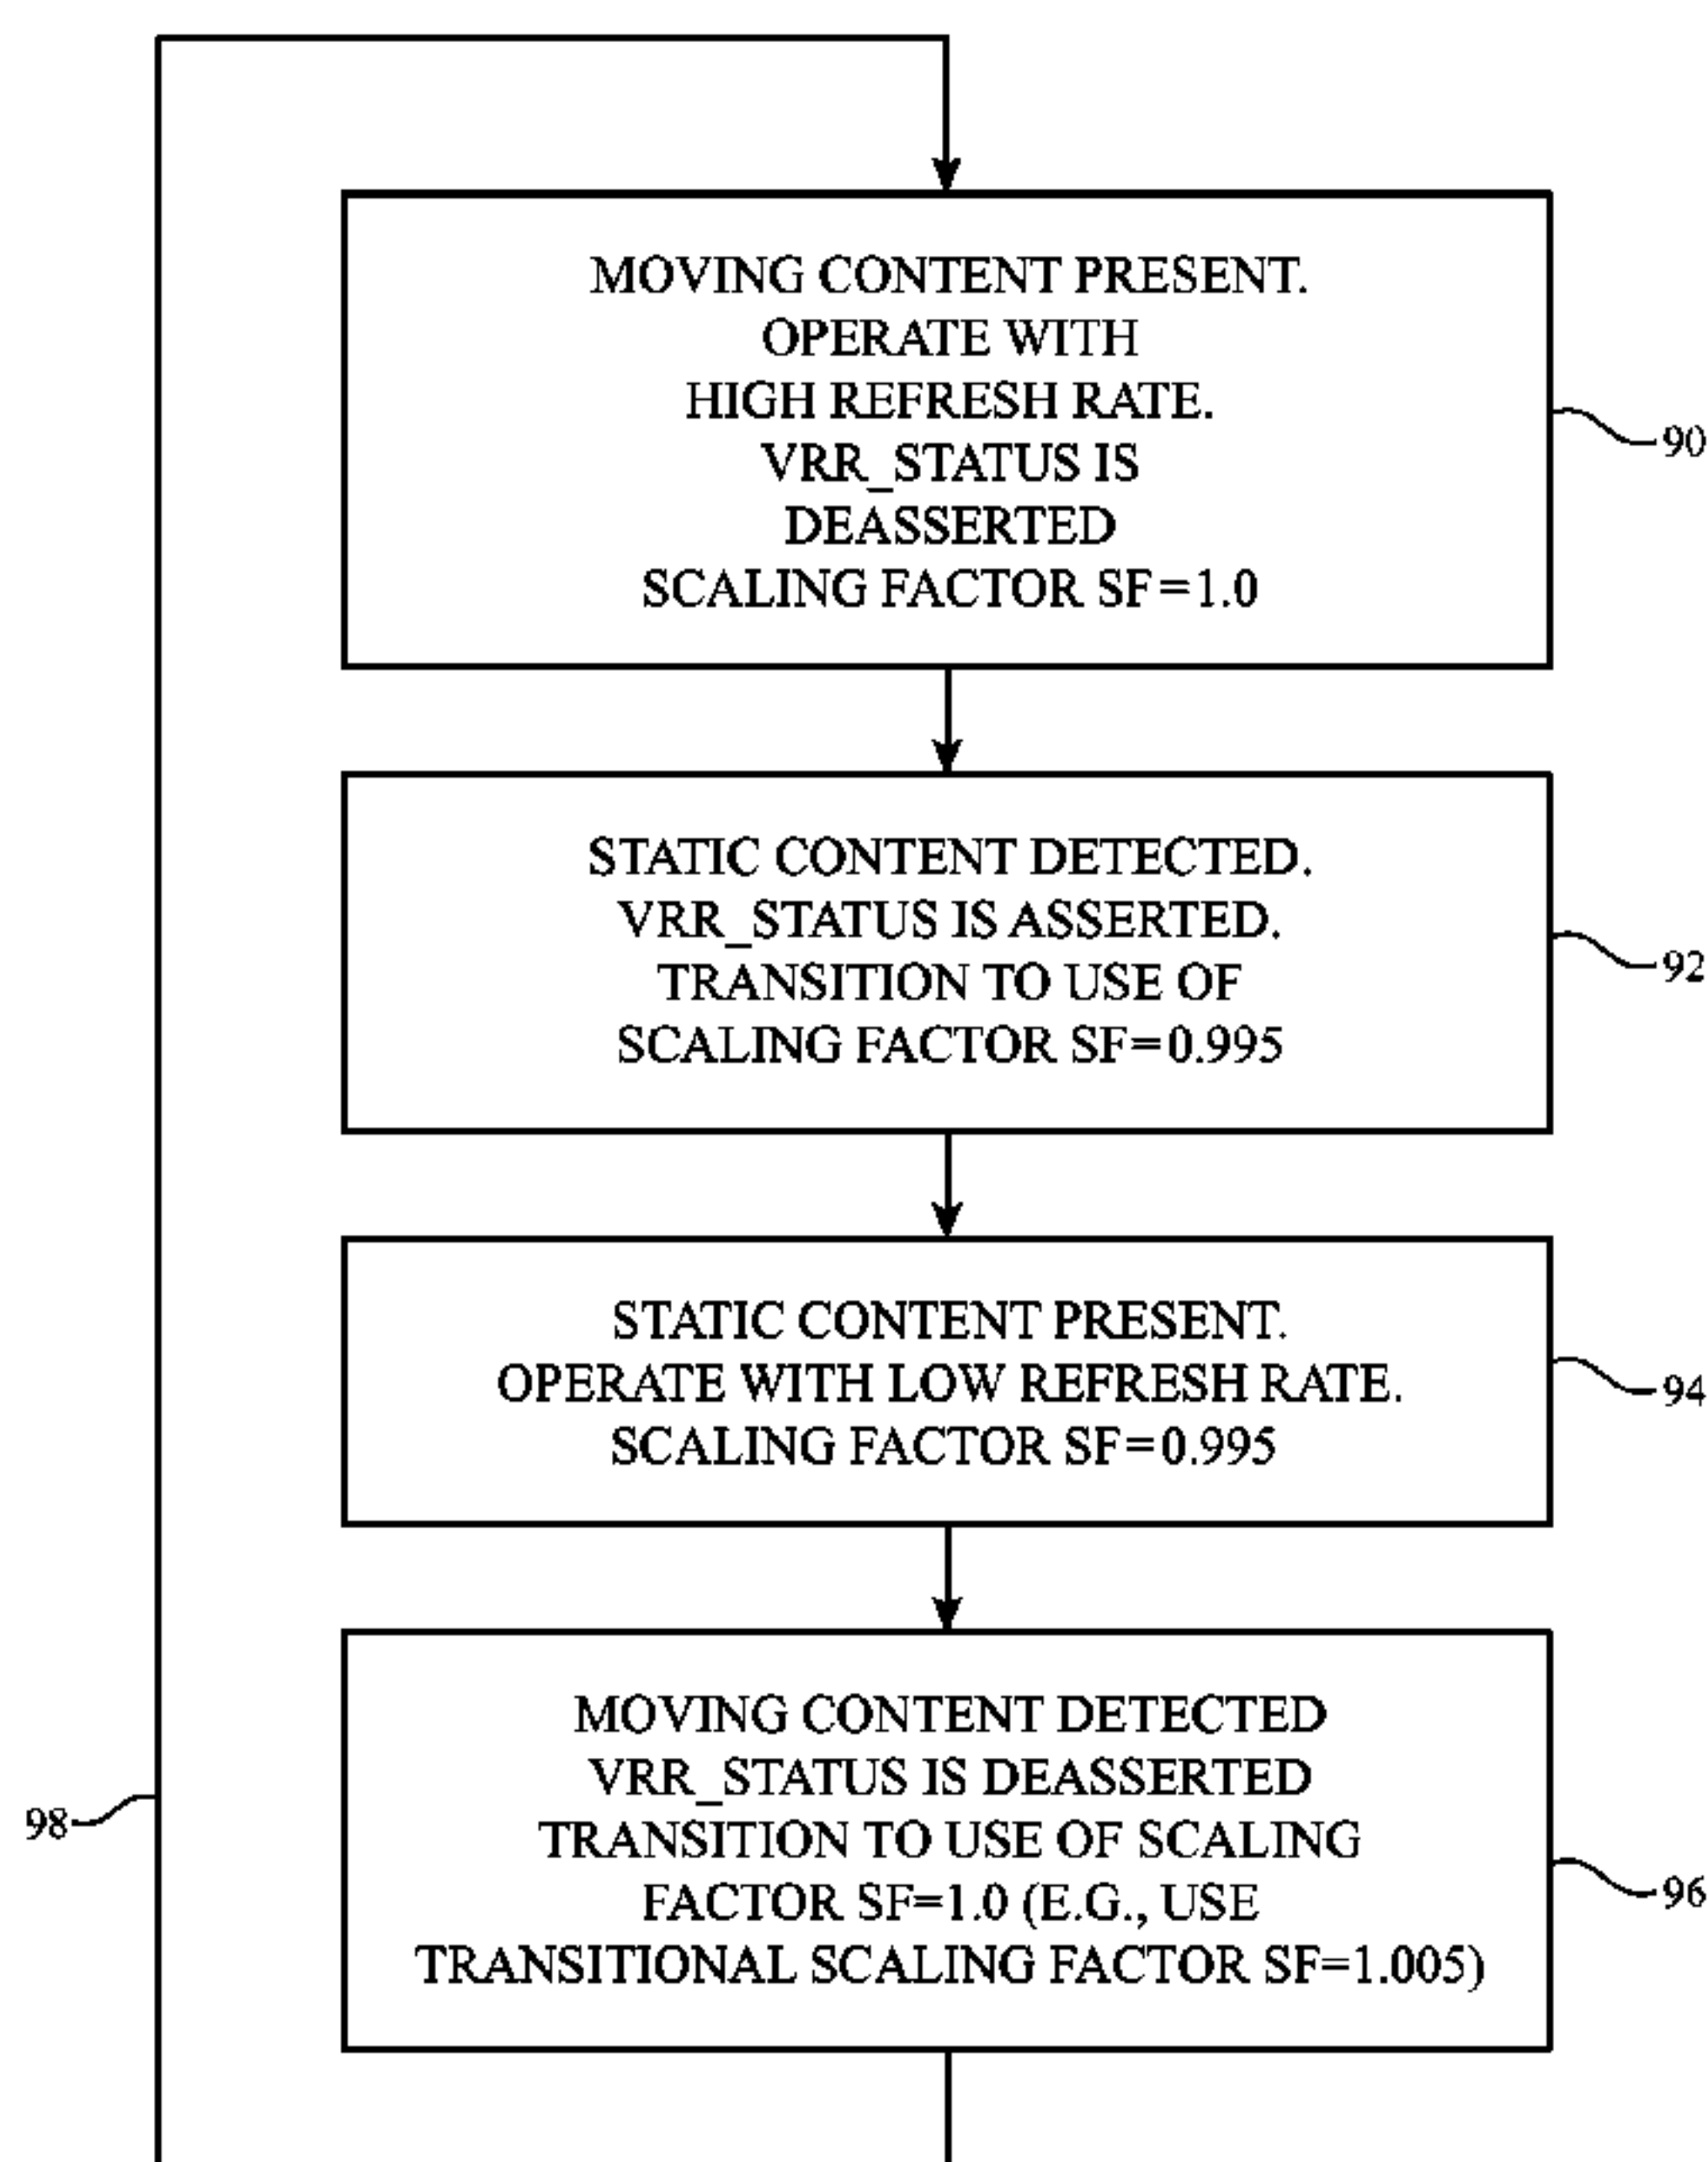 MOVING CONTENT PRESENT.
OPERATE WITH
HIGH REFRESH RATE.
VRR_STATUS IS
DEASSERTED
SCALING FACTOR SF=1.0
90
STATIC CONTENT DETECTED.
VRR_STATUS IS ASSERTED.
TRANSITION TO USE OF
SCALING FACTOR SF=0.995
92
STATIC CONTENT PRESENT.
OPERATE WITH LOW REFRESH RATE.
SCALING FACTOR SF=0.995
94
MOVING CONTENT DETECTED
VRR_STATUS IS DEASSERTED
TRANSITION TO USE OF SCALING
FACTOR SF=1.0 (E.G., USE
TRANSITIONAL SCALING FACTOR SF=1.005)
96
98